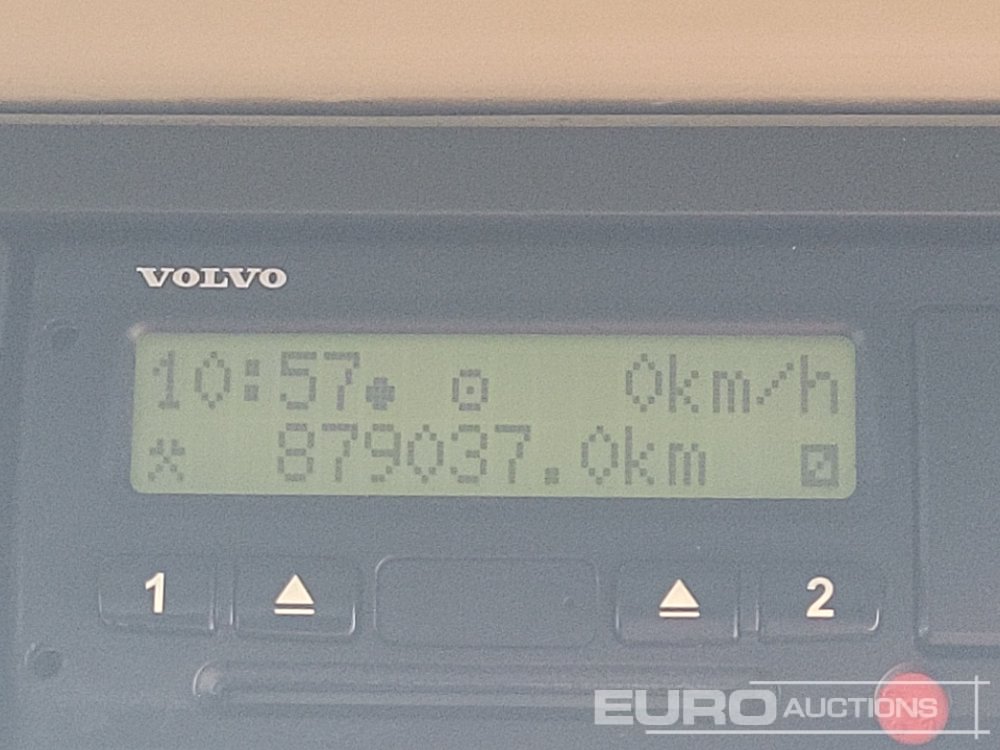 VOLVO
10:57 0km/h
879037.0km
1 2
EURO AUCTIONS